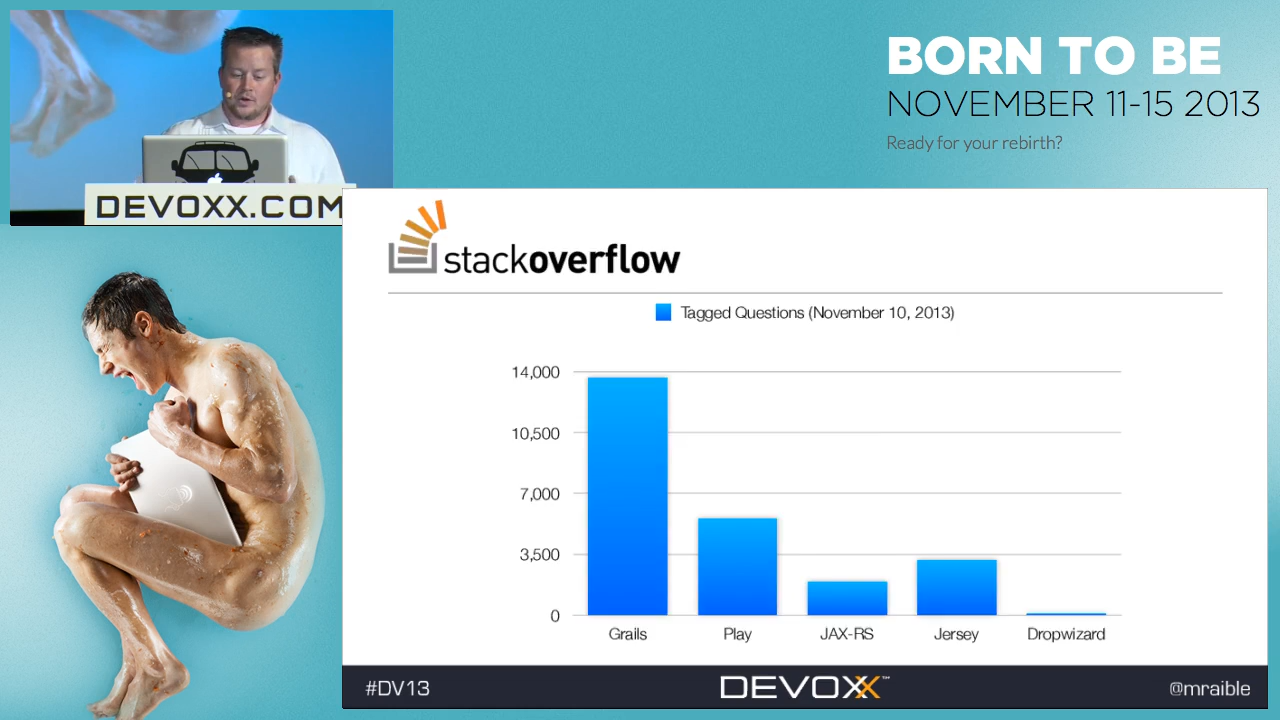 BORN TO BE
NOVEMBER 11-15 2013
Ready for your rebirth?
DEVOXX.COM
stackoverflow
Tagged Questions (November 10, 2013)
14,000
10,500
7,000
3,500
0
Grails Play JAX-RS Jersey Dropwizard
#DV13 DEVOXX™ @mraible